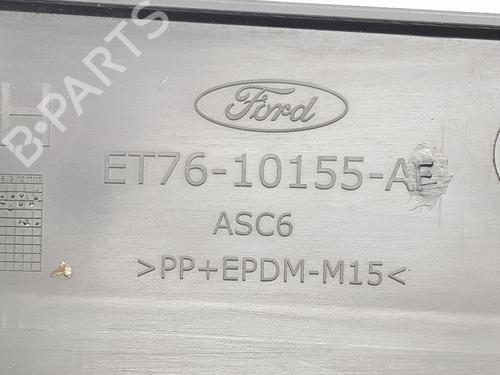 B-PARTS
Ford
ET76-10155-AE
ASC6
>PP+EPDM-M15<